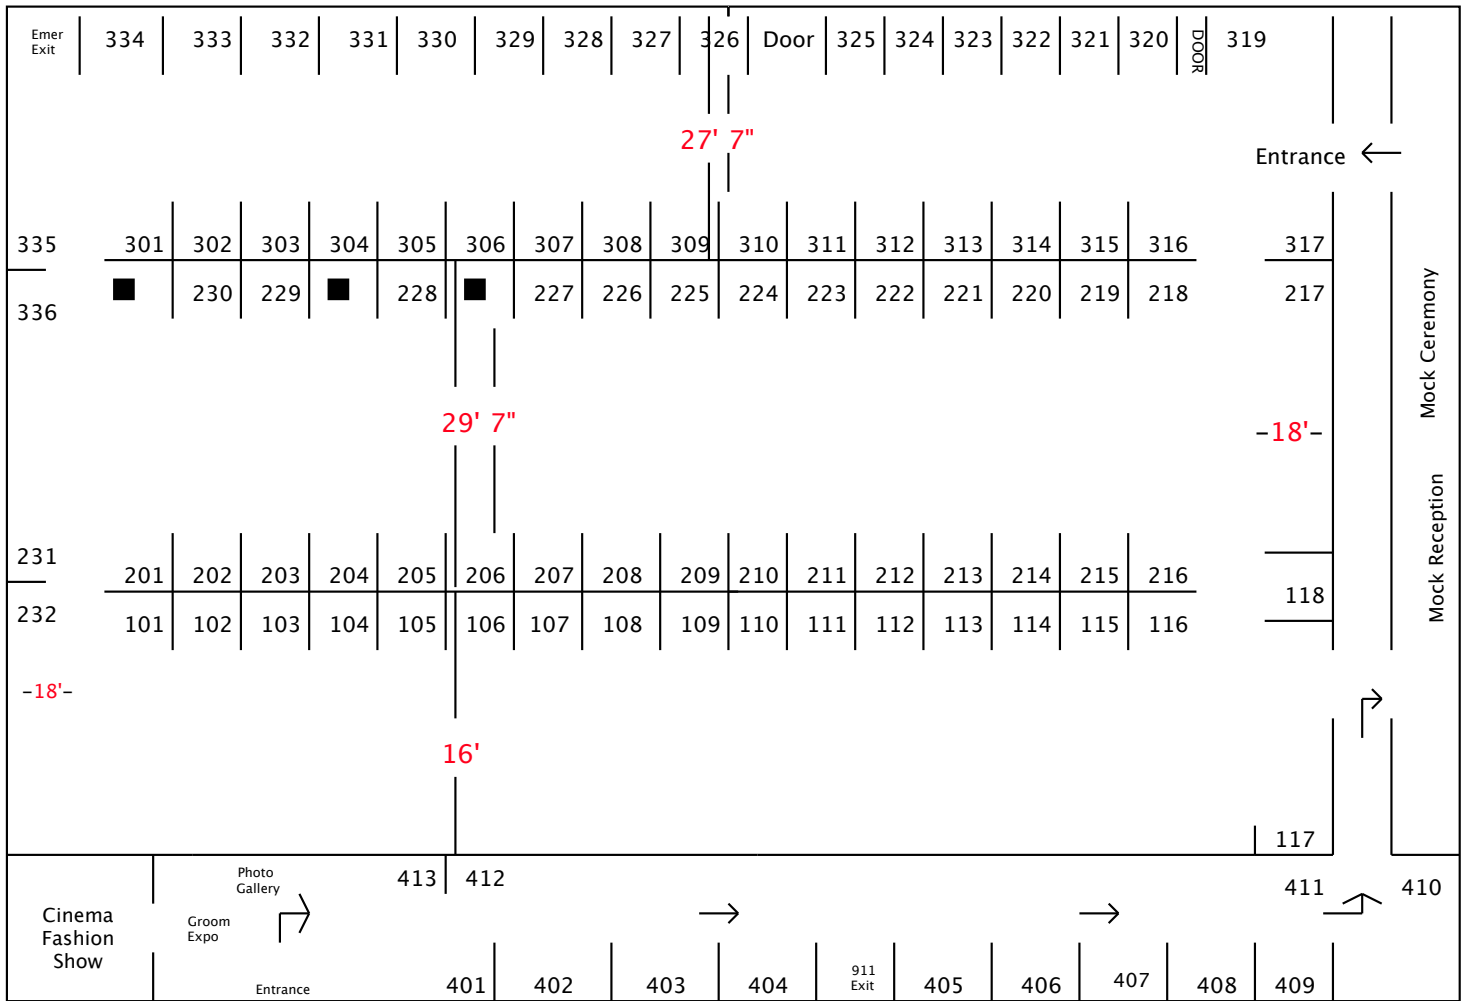 Emer
Exit
334 333 332 331 330 329 328 327 326 Door 325 324 323 322 321 320 DOOR 319
27' 7"
Entrance
335 301 302 303 304 305 306 307 308 309 310 311 312 313 314 315 316 317
336 230 229 228 227 226 225 224 223 222 221 220 219 218 217
Mock Ceremony
29' 7"
-18'-
Mock Reception
231 201 202 203 204 205 206 207 208 209 210 211 212 213 214 215 216
118
232 101 102 103 104 105 106 107 108 109 110 111 112 113 114 115 116
-18'-
16'
117
Photo
Gallery
413 412 411 410
Cinema
Fashion
Show
Groom
Expo
Entrance
401 402 403 404
911
Exit
405 406 407 408 409